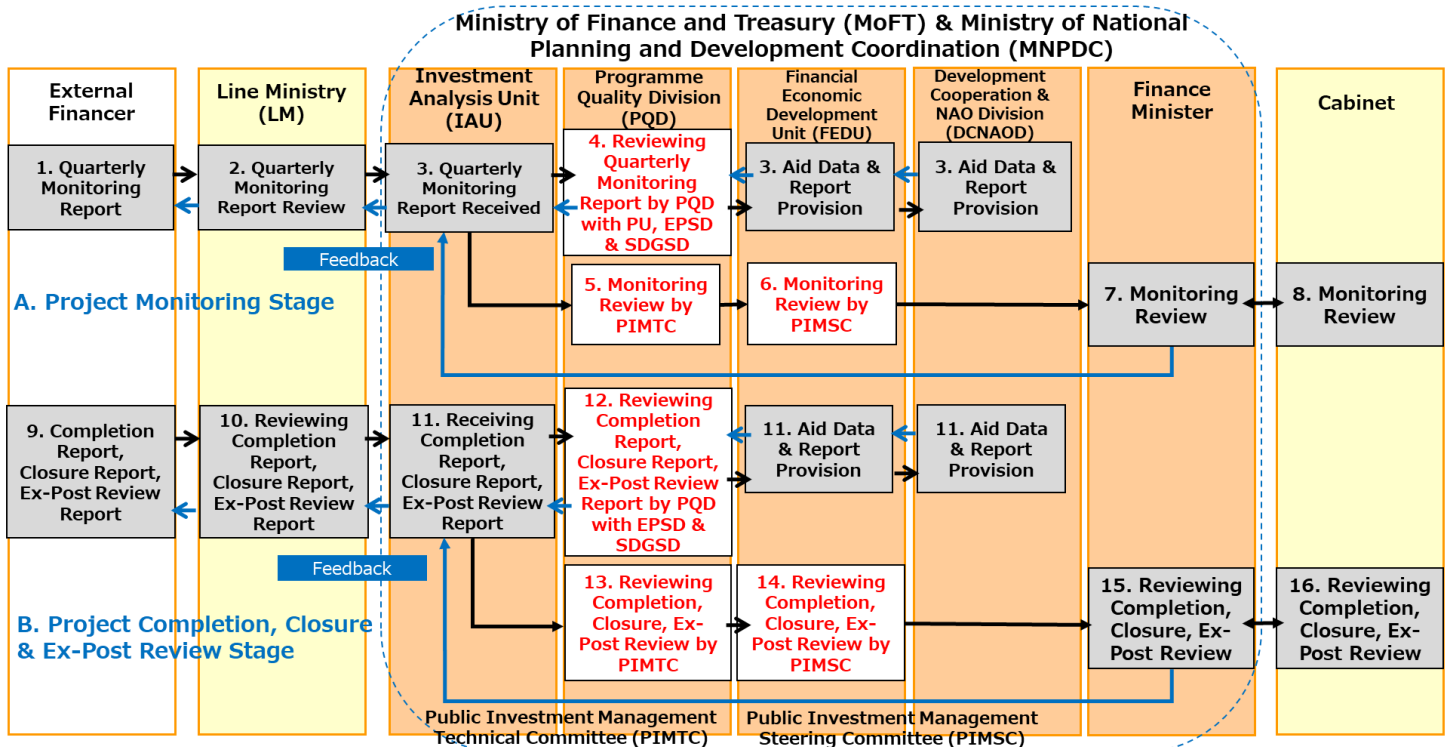 Ministry of Finance and Treasury (MoFT) & Ministry of National
Planning and Development Coordination (MNPDC)
External
Financer
Line Ministry
(LM)
Investment
Analysis Unit
(IAU)
Programme
Quality Division
(PQD)
Financial
Economic
Development
Unit (FEDU)
Development
Cooperation &
NAO Division
(DCNAOD)
Finance
Minister
Cabinet
1. Quarterly
Monitoring
Report
2. Quarterly
Monitoring
Report Review
3. Quarterly
Monitoring
Report Received
4. Reviewing
Quarterly
Monitoring
Report by PQD
with PU, EPSD
& SDGSD
3. Aid Data &
Report
Provision
3. Aid Data &
Report
Provision
Feedback
A. Project Monitoring Stage
5. Monitoring
Review by
PIMTC
6. Monitoring
Review by
PIMSC
7. Monitoring
Review
8. Monitoring
Review
9. Completion
Report,
Closure Report,
Ex-Post Review
Report
10. Reviewing
Completion
Report,
Closure Report,
Ex-Post Review
Report
11. Receiving
Completion
Report,
Closure Report,
Ex-Post Review
Report
12. Reviewing
Completion
Report,
Closure Report,
Ex-Post Review
Report by PQD
with EPSD &
SDGSD
11. Aid Data
& Report
Provision
11. Aid Data &
Report
Provision
Feedback
B. Project Completion, Closure
& Ex-Post Review Stage
13. Reviewing
Completion,
Closure, Ex-
Post Review by
PIMTC
14. Reviewing
Completion,
Closure, Ex-
Post Review by
PIMSC
15. Reviewing
Completion,
Closure, Ex-
Post Review
16. Reviewing
Completion,
Closure, Ex-
Post Review
Public Investment Management
Technical Committee (PIMTC)
Public Investment Management
Steering Committee (PIMSC)